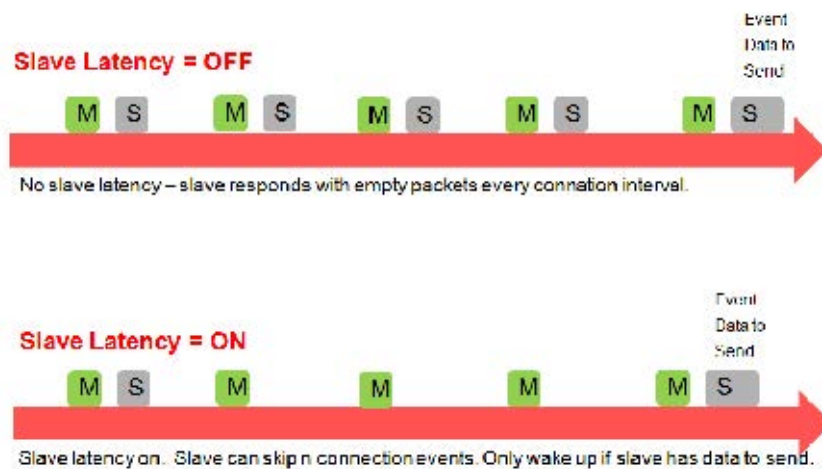 Event
Data to
Send
Slave Latency = OFF
M S M S M S M S M S
No slave latency – slave responds with empty packets every connation interval.
Event
Data to
Send
Slave Latency = ON
M S M M M M S
Slave latency on. Slave can skip n connection events. Only wake up if slave has data to send.